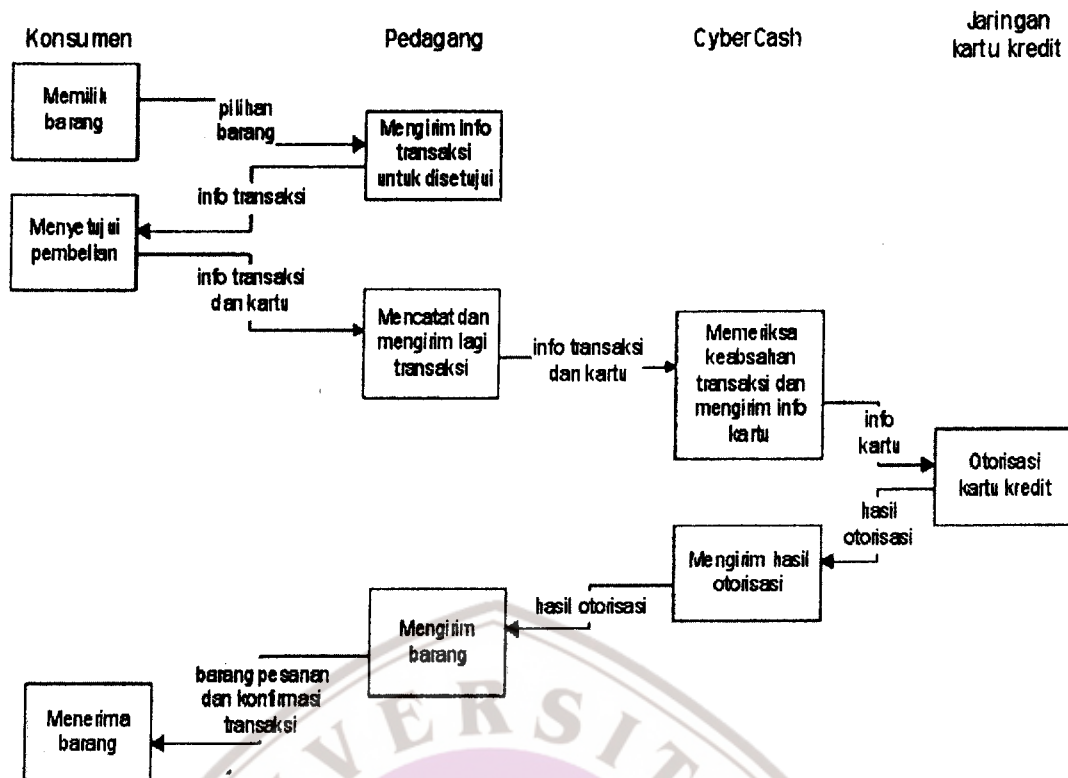 Konsumen
Pedagang
CyberCash
Jaringan
kartu kredit
Memilih
barang
pilihan
barang
Mengirim info
transaksi
untuk disetujui
info transaksi
Menyetujui
pembelian
info transaksi
dan kartu
Mencatat dan
mengirim lagi
transaksi
info transaksi
dan kartu
Memeriksa
keabsahan
transaksi dan
mengirim info
kartu
info
kartu
Otorisasi
kartu kredit
hasil
otorisasi
Mengirim hasil
otorisasi
hasil otorisasi
Mengirim
barang
barang pesanan
dan konfirmasi
transaksi
Menerima
barang
VERSIT